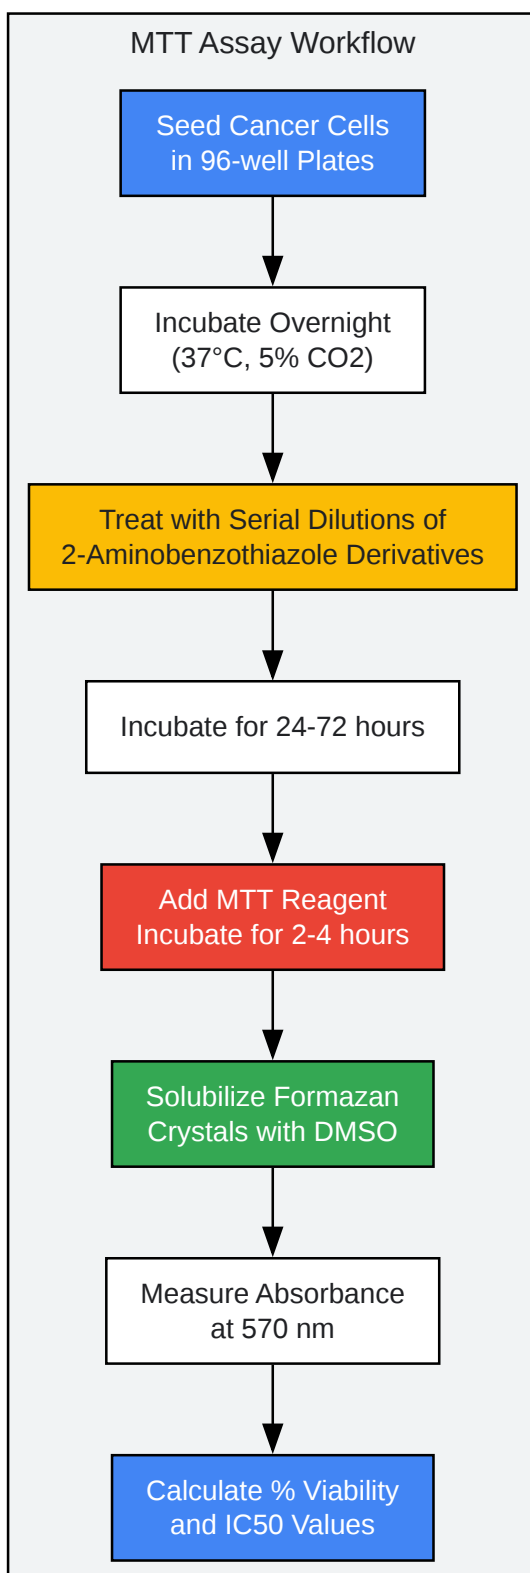 MTT Assay Workflow
Seed Cancer Cells
in 96-well Plates
Incubate Overnight
(37°C, 5% CO2)
Treat with Serial Dilutions of
2-Aminobenzothiazole Derivatives
Incubate for 24-72 hours
Add MTT Reagent
Incubate for 2-4 hours
Solubilize Formazan
Crystals with DMSO
Measure Absorbance
at 570 nm
Calculate % Viability
and IC50 Values